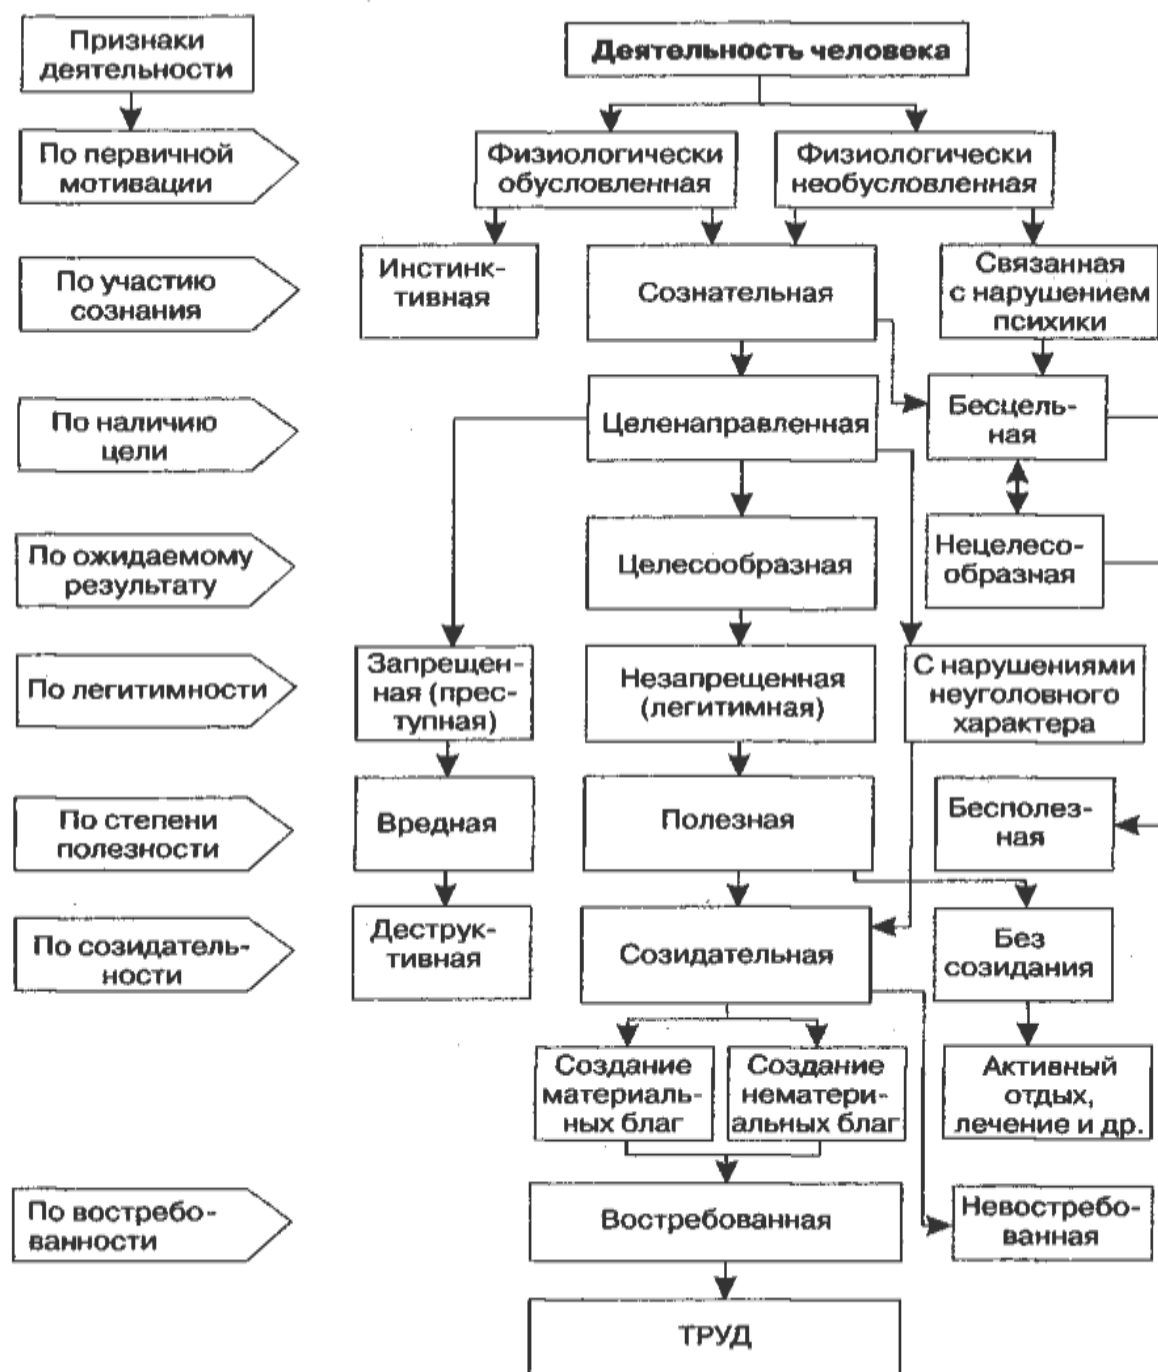 Признаки
деятельности
Деятельность человека
По первичной
мотивации
Физиологически
обусловленная
Физиологически
необусловленная
По участию
сознания
Инстинк-
тивная
Сознательная
Связанная
с нарушением
психики
По наличию
цели
Целенаправленная
Бесцель-
ная
По ожидаемому
результату
Целесообразная
Нецелесо-
образная
По легитимности
Запрещен-
ная (прес-
тупная)
Незапрещенная
(легитимная)
С нарушениями
неуголовного
характера
По степени
полезности
Вредная
Полезная
Бесполез-
ная
По созидатель-
ности
Деструк-
тивная
Созидательная
Без
созидания
Создание
материаль-
ных благ
Создание
нематери-
альных благ
Активный
отдых,
лечение и др.
По востребо-
ванности
Востребованная
Невостребо-
ванная
ТРУД